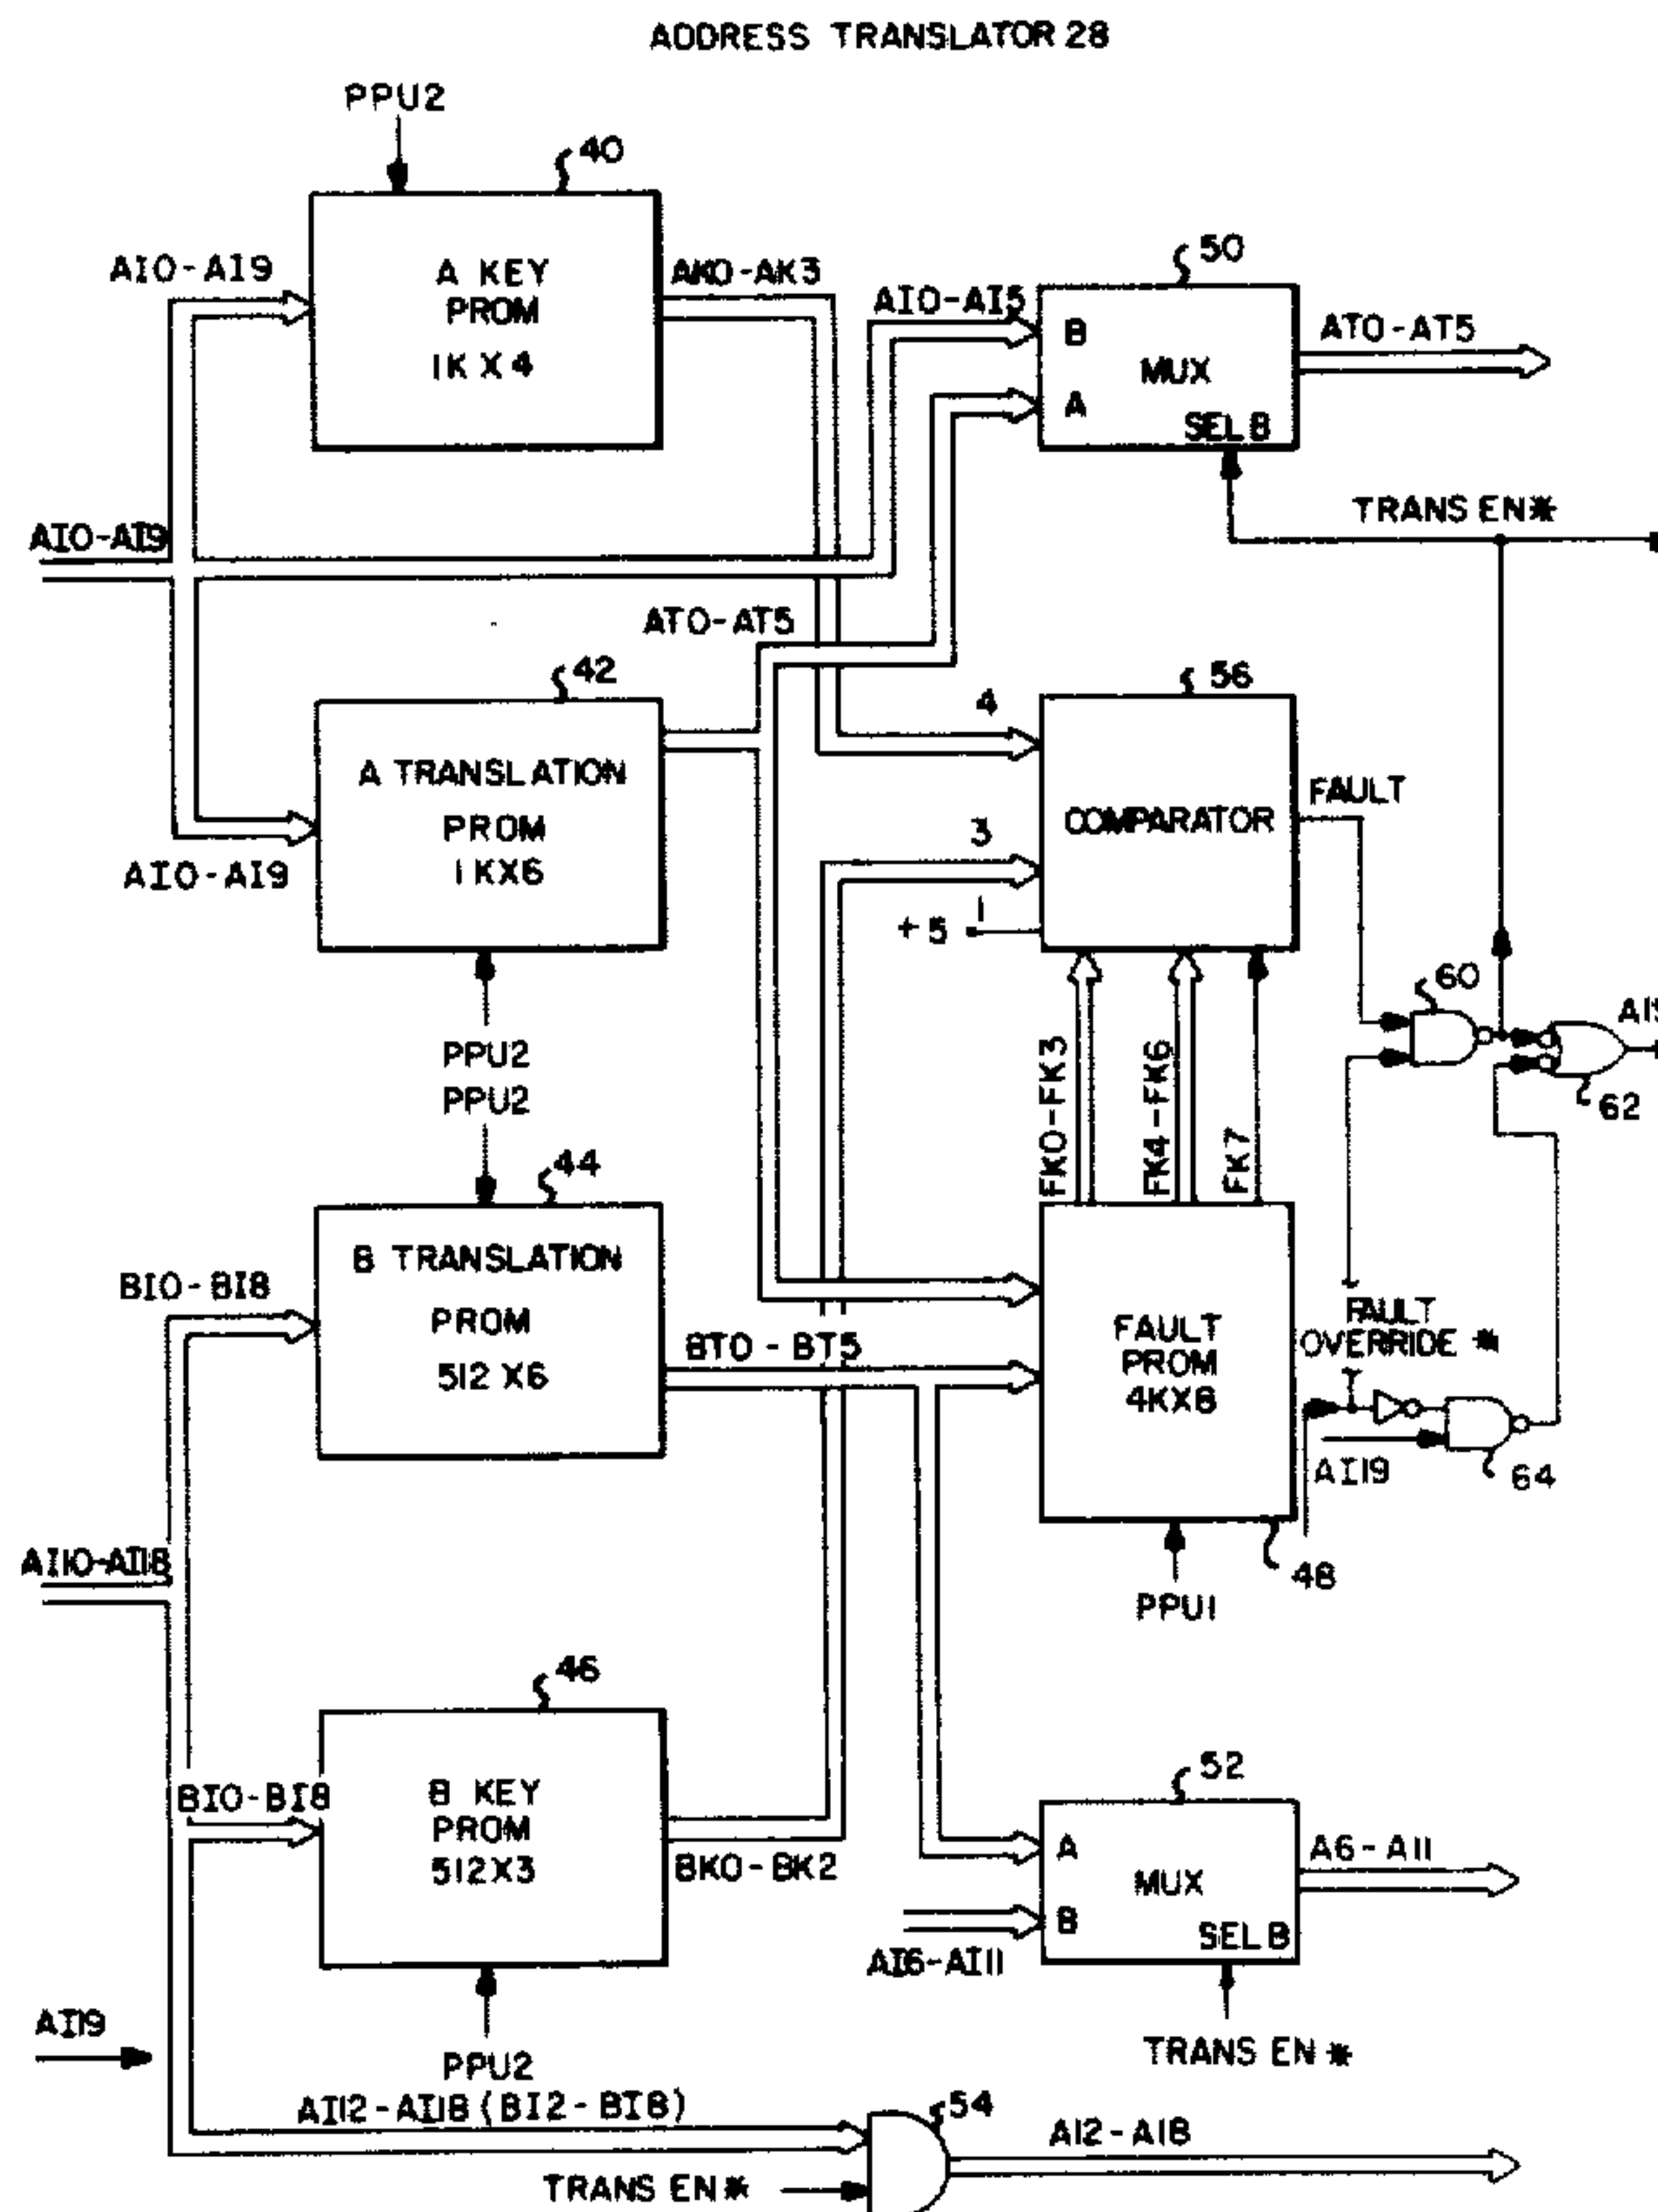 ADDRESS TRANSLATOR 28
PPU2
40
AI0-AI9
A KEY
PROM
1K X 4
AK0-AK3
AI0-AI5
50
B
MUX
A
SEL B
AT0-AT5
AI0-AI9
TRANS EN*
AT0-AT5
42
A TRANSLATION
PROM
1KX6
AI0-AI9
4
56
3
COMPARATOR
FAULT
+5
1
PPU2
PPU2
60
62
FK0-FK3
FK4-FK6
FK7
44
BI0-BI8
B TRANSLATION
PROM
512 X6
BT0-BT5
FAULT
PROM
4KX8
FAULT
OVERRIDE *
AI19
64
48
PPU1
AI10-AI18
46
BI0-BI8
B KEY
PROM
512X3
BK0-BK2
52
A
MUX
B
SEL B
A6-A11
AI6-AI11
TRANS EN*
AI19
PPU2
AI12-AI18 (BI2-BI8)
54
A12-A18
TRANS EN*